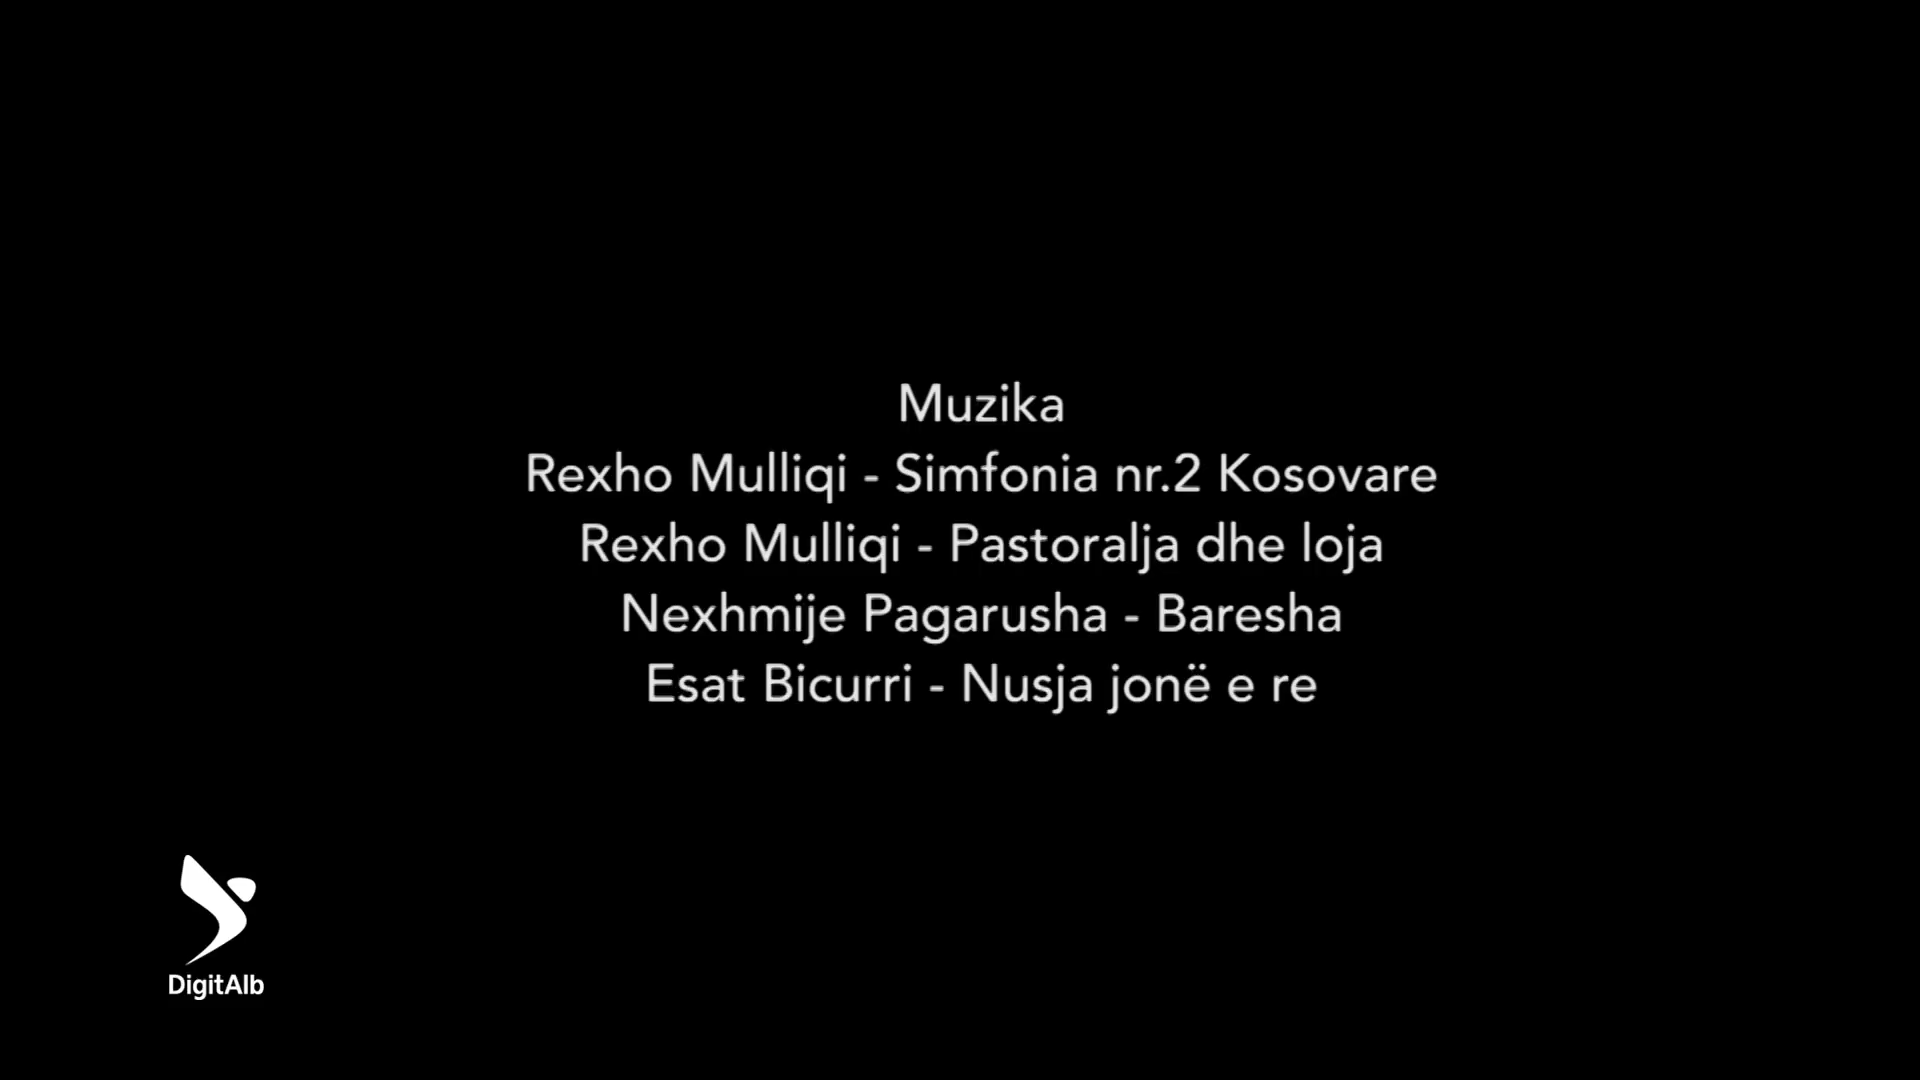 Muzika
Rexho Mulliqi - Simfonia nr.2 Kosovare
Rexho Mulliqi - Pastoralja dhe loja
Nexhmije Pagarusha - Baresha
Esat Bicurri - Nusja jonë e re
DigitAlb